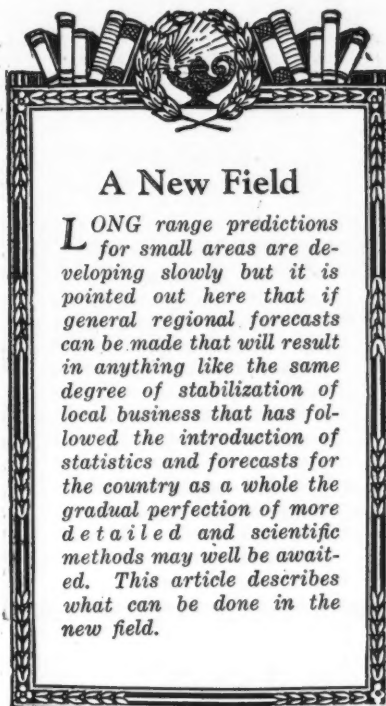 A New Field
LONG range predictions
for small areas are de-
veloping slowly but it is
pointed out here that if
general regional forecasts
can be made that will result
in anything like the same
degree of stabilization of
local business that has fol-
lowed the introduction of
statistics and forecasts for
the country as a whole the
gradual perfection of more
detailed and scientific
methods may well be await-
ed. This article describes
what can be done in the
new field.